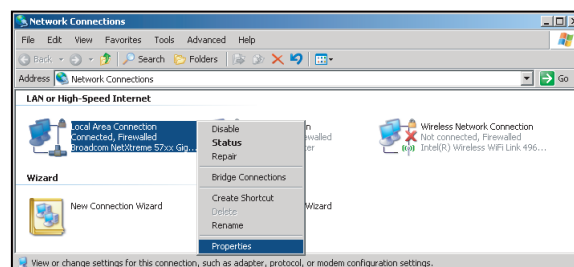 Network Connections
File Edit View Favorites Tools Advanced Help
Back Search Folders
Address Network Connections Go
LAN or High-Speed Internet
Local Area Connection
Connected, Firewalled
Broadcom NetXtreme 57xx Gig...
Disable
Status
Repair
Bridge Connections
Create Shortcut
Delete
Rename
Properties
Wireless Network Connection
Not connected, Firewalled
Intel(R) Wireless WiFi Link 496...
Wizard
New Connection Wizard
Wizard
View or change settings for this connection, such as adapter, protocol, or modem configuration settings.